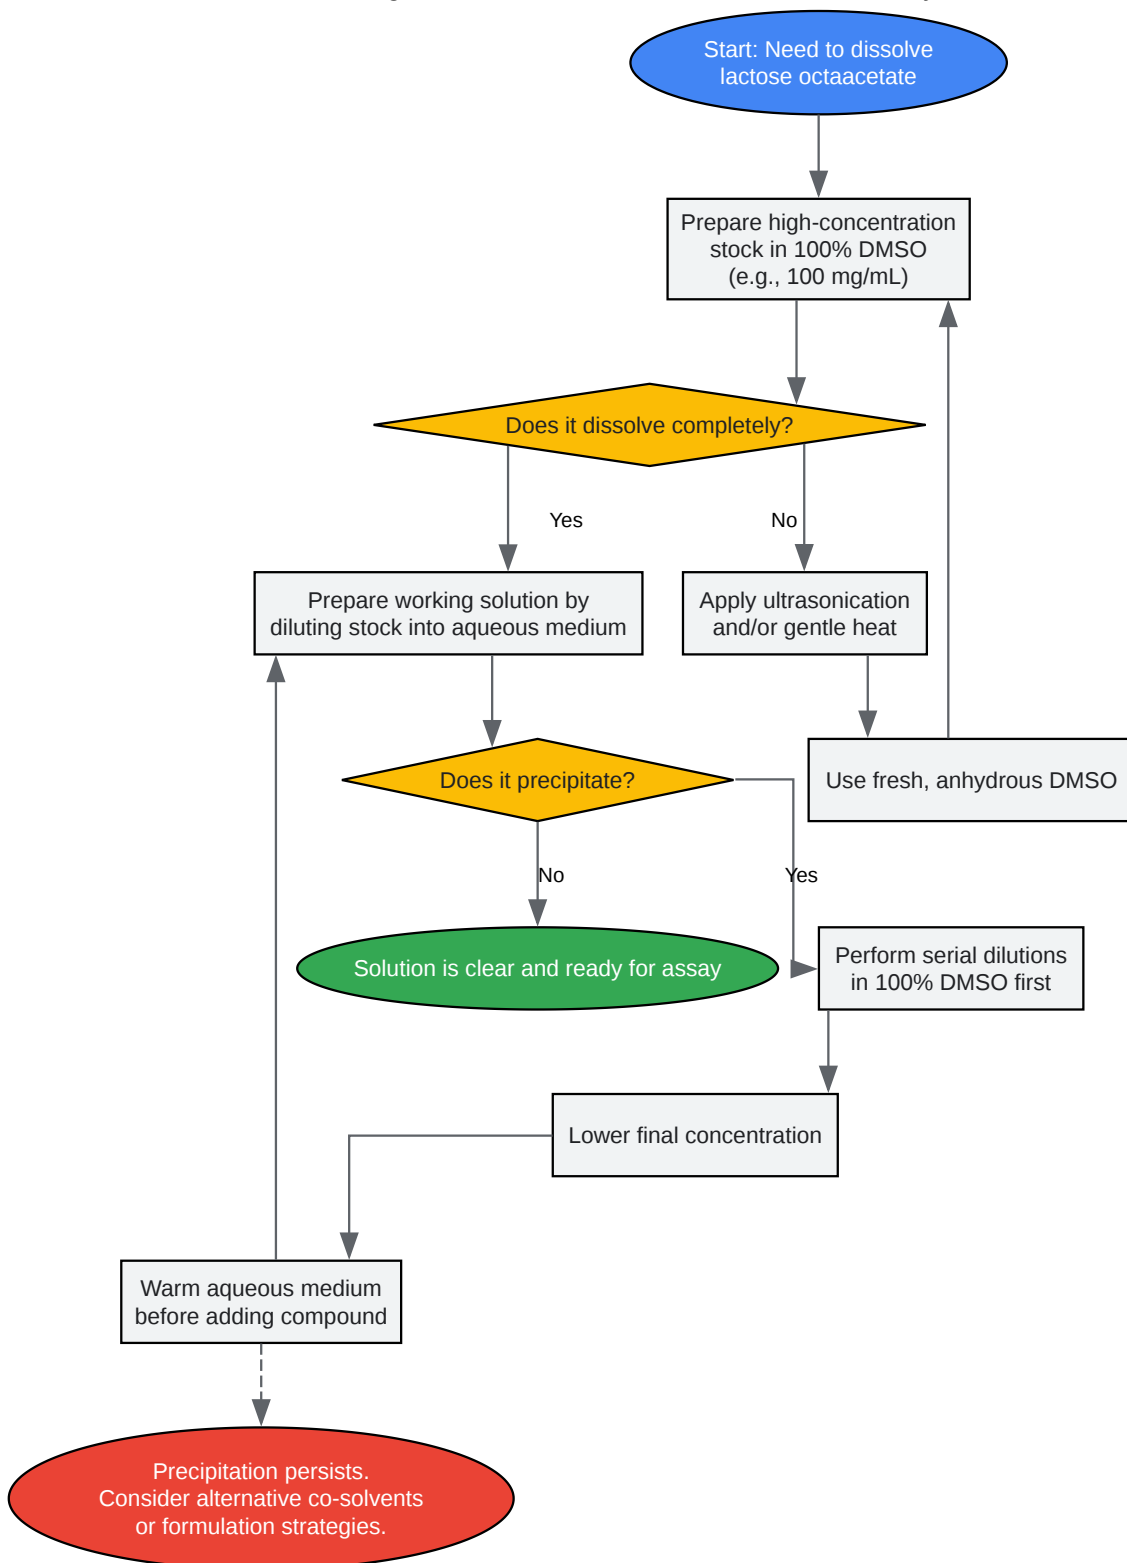 Start: Need to dissolve
lactose octaacetate
Prepare high-concentration
stock in 100% DMSO
(e.g., 100 mg/mL)
Does it dissolve completely?
Yes
No
Prepare working solution by
diluting stock into aqueous medium
Apply ultrasonication
and/or gentle heat
Does it precipitate?
Use fresh, anhydrous DMSO
No
Yes
Solution is clear and ready for assay
Perform serial dilutions
in 100% DMSO first
Lower final concentration
Warm aqueous medium
before adding compound
Precipitation persists.
Consider alternative co-solvents
or formulation strategies.